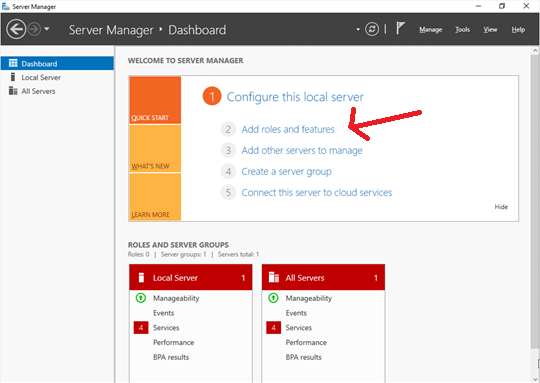 Server Manager
Server Manager • Dashboard
Manage Tools View Help
Dashboard
Local Server
All Servers
WELCOME TO SERVER MANAGER
QUICK START
WHAT'S NEW
LEARN MORE
1 Configure this local server
2 Add roles and features
3 Add other servers to manage
4 Create a server group
5 Connect this server to cloud services
Hide
ROLES AND SERVER GROUPS
Roles: 0 | Server groups: 1 | Servers total: 1
Local Server 1
Manageability
Events
4 Services
Performance
BPA results
All Servers 1
Manageability
Events
4 Services
Performance
BPA results